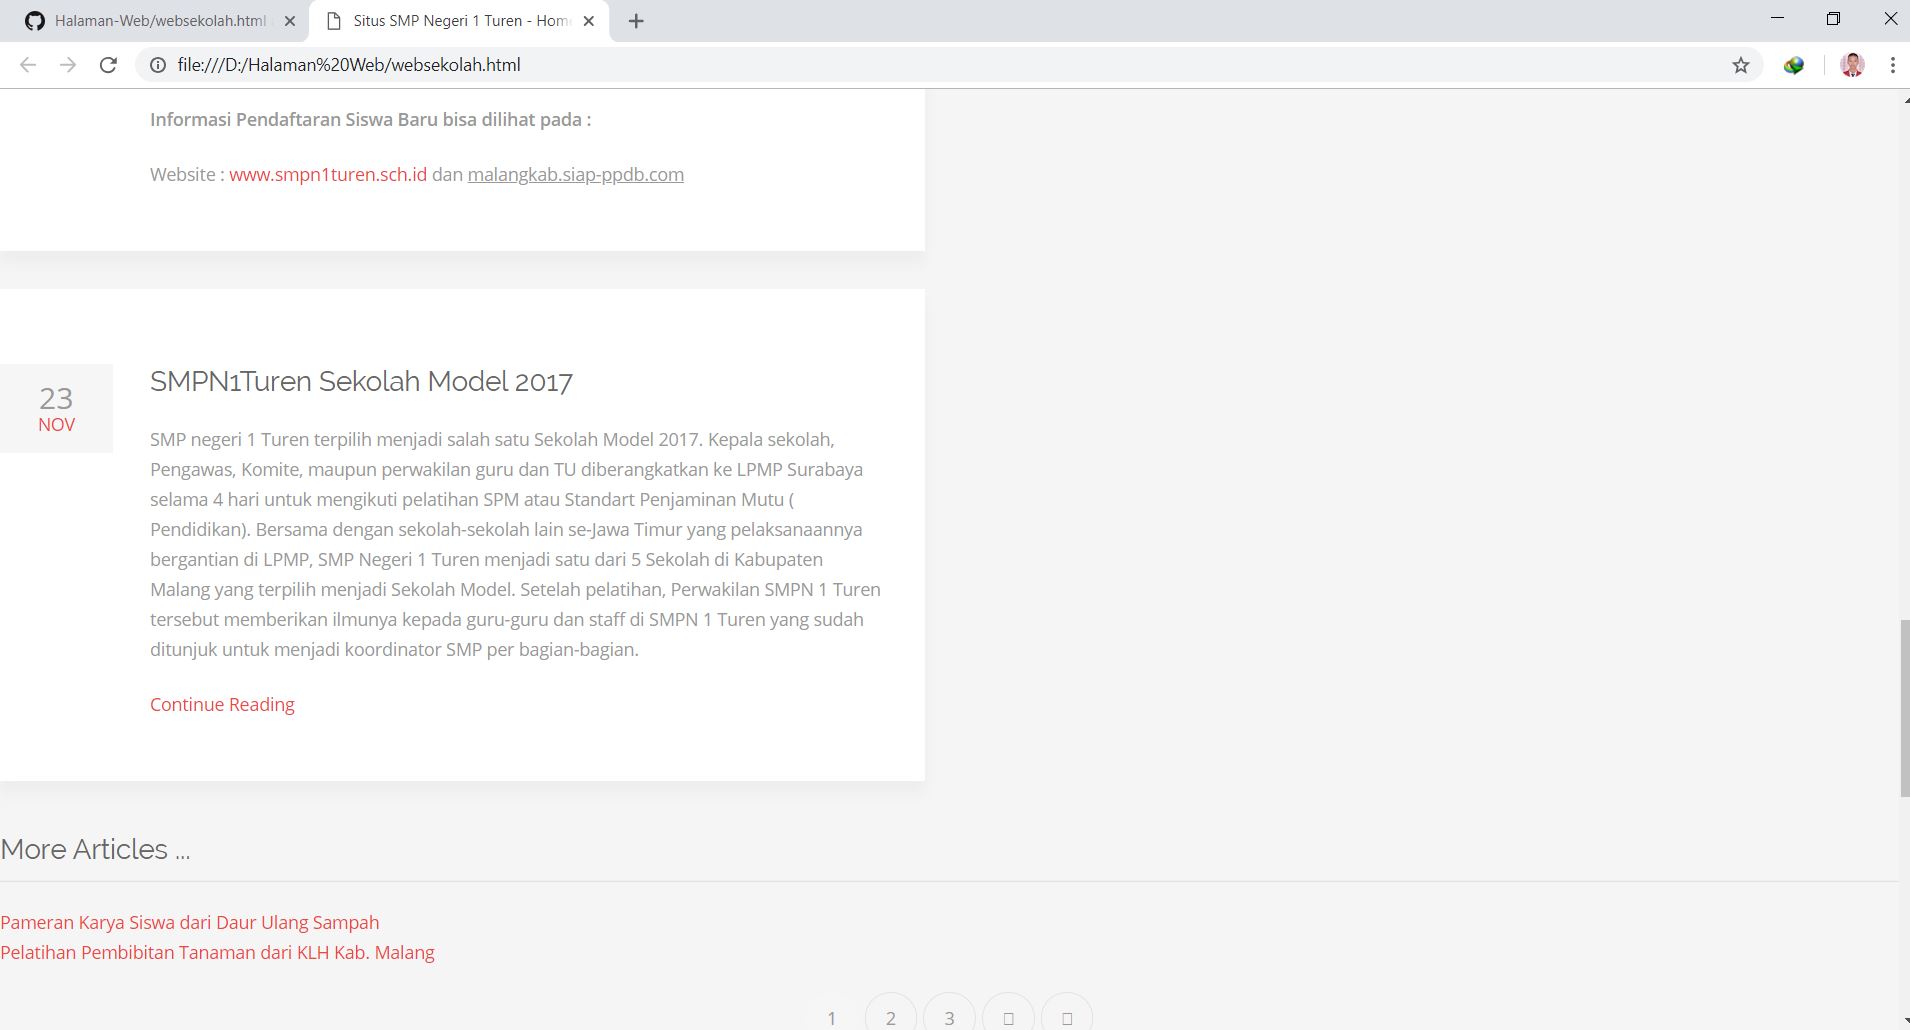 Halaman-Web/websekolah.html
Situs SMP Negeri 1 Turen - Hom
file:///D:/Halaman%20Web/websekolah.html
Informasi Pendaftaran Siswa Baru bisa dilihat pada :
Website : www.smpn1turen.sch.id dan malangkab.siap-ppdb.com
23
NOV
SMPN1Turen Sekolah Model 2017
SMP negeri 1 Turen terpilih menjadi salah satu Sekolah Model 2017. Kepala sekolah,
Pengawas, Komite, maupun perwakilan guru dan TU diberangkatkan ke LPMP Surabaya
selama 4 hari untuk mengikuti pelatihan SPM atau Standart Penjaminan Mutu (
Pendidikan). Bersama dengan sekolah-sekolah lain se-Jawa Timur yang pelaksanaannya
bergantian di LPMP, SMP Negeri 1 Turen menjadi satu dari 5 Sekolah di Kabupaten
Malang yang terpilih menjadi Sekolah Model. Setelah pelatihan, Perwakilan SMPN 1 Turen
tersebut memberikan ilmunya kepada guru-guru dan staff di SMPN 1 Turen yang sudah
ditunjuk untuk menjadi koordinator SMP per bagian-bagian.
Continue Reading
More Articles ...
Pameran Karya Siswa dari Daur Ulang Sampah
Pelatihan Pembibitan Tanaman dari KLH Kab. Malang
1 2 3